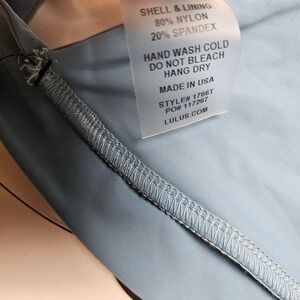 SHELL & LINING:
80% NYLON
20% SPANDEX
HAND WASH COLD
DO NOT BLEACH
HANG DRY
MADE IN USA
STYLE# 1766T
PO# 117267
LULUS.COM